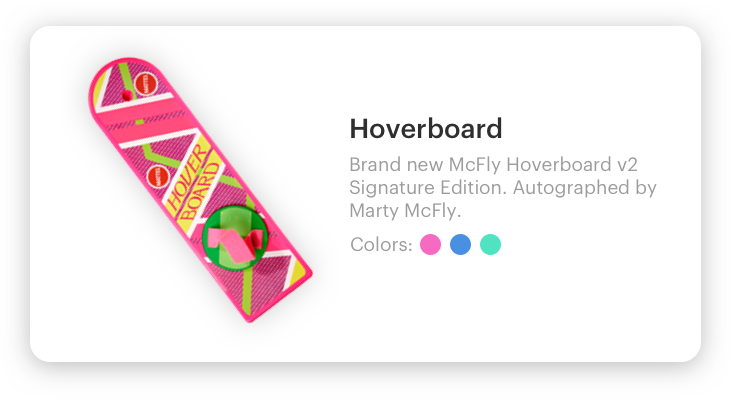 HOVER
BOARD
Hoverboard
Brand new McFly Hoverboard v2
Signature Edition. Autographed by
Marty McFly.
Colors: